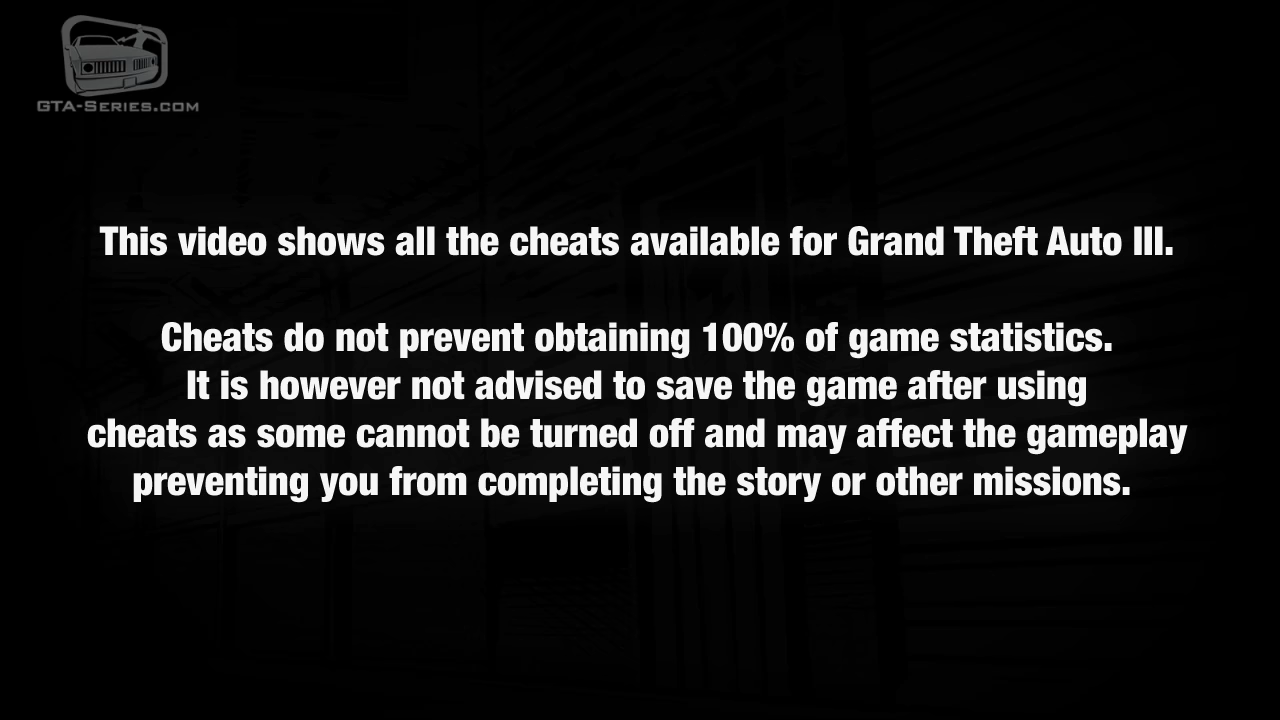 GTA-SERIES.COM
This video shows all the cheats available for Grand Theft Auto III.
Cheats do not prevent obtaining 100% of game statistics.
It is however not advised to save the game after using
cheats as some cannot be turned off and may affect the gameplay
preventing you from completing the story or other missions.